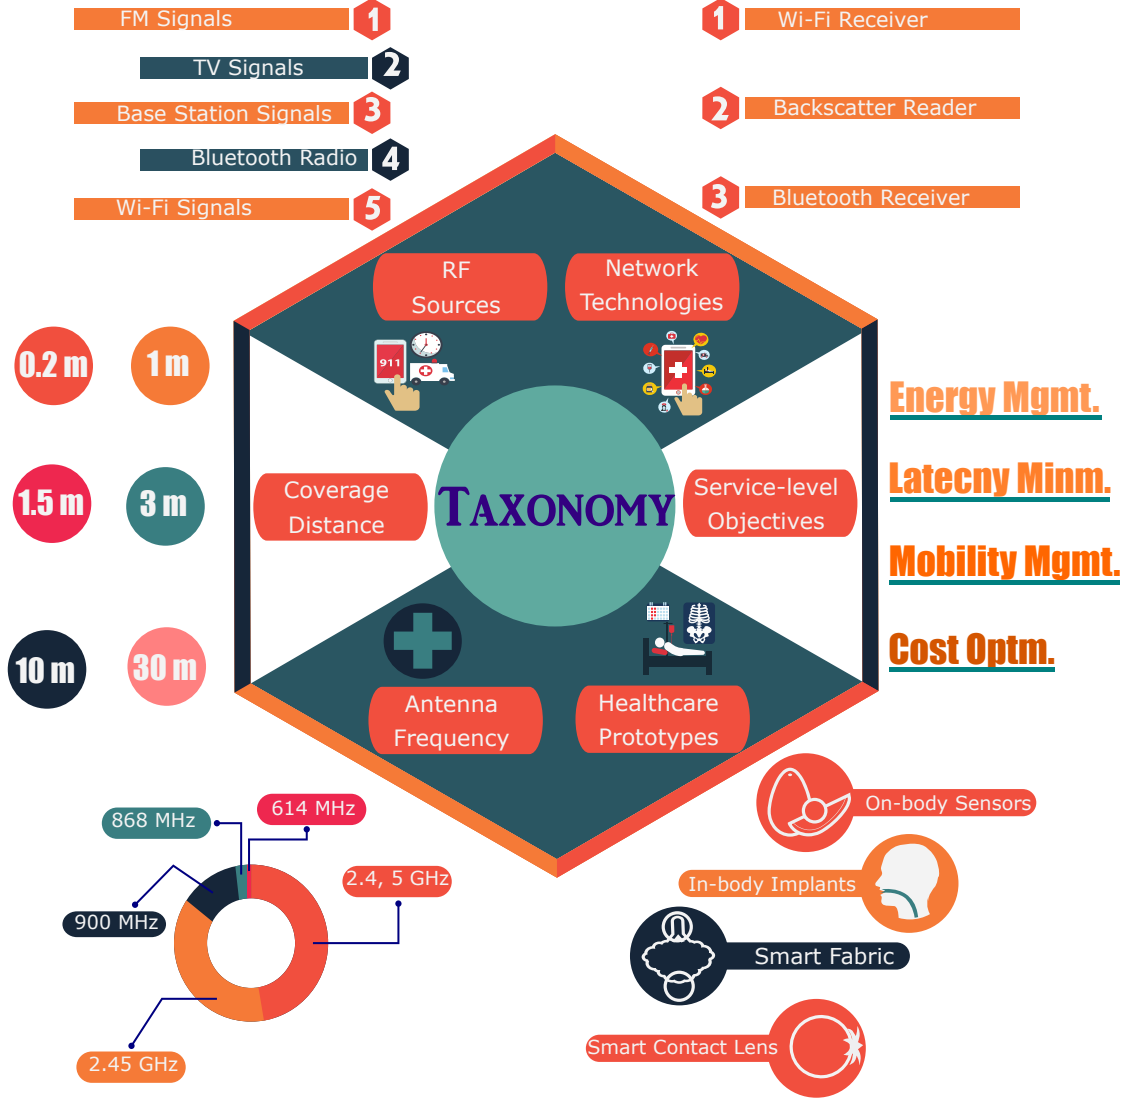 FM Signals
1
TV Signals
2
Base Station Signals
3
Bluetooth Radio
4
Wi-Fi Signals
5
1
Wi-Fi Receiver
2
Backscatter Reader
3
Bluetooth Receiver
RF
Sources
Network
Technologies
911
0.2 m
1 m
1.5 m
3 m
10 m
30 m
Coverage
Distance
TAXONOMY
Service-level
Objectives
Energy Mgmt.
Latecny Minm.
Mobility Mgmt.
Cost Optm.
Antenna
Frequency
Healthcare
Prototypes
614 MHz
868 MHz
2.4, 5 GHz
900 MHz
2.45 GHz
On-body Sensors
In-body Implants
Smart Fabric
Smart Contact Lens